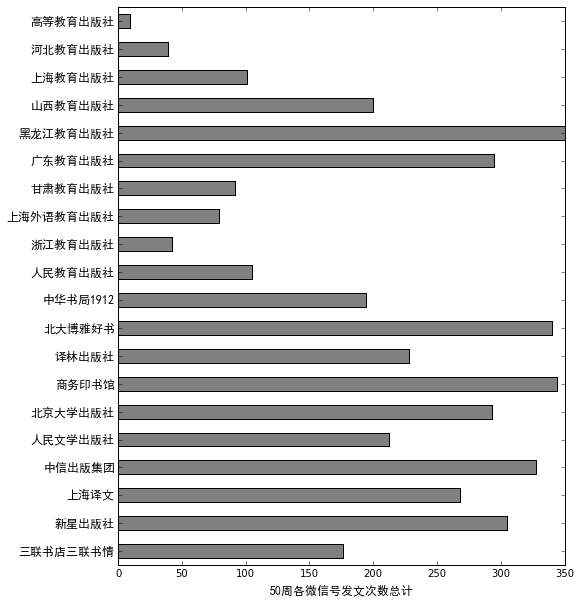 高等教育出版社
河北教育出版社
上海教育出版社
山西教育出版社
黑龙江教育出版社
广东教育出版社
甘肃教育出版社
上海外语教育出版社
浙江教育出版社
人民教育出版社
中华书局1912
北大博雅好书
译林出版社
商务印书馆
北京大学出版社
人民文学出版社
中信出版集团
上海译文
新星出版社
三联书店三联书情
0 50 100 150 200 250 300 350
50周各微信号发文次数总计